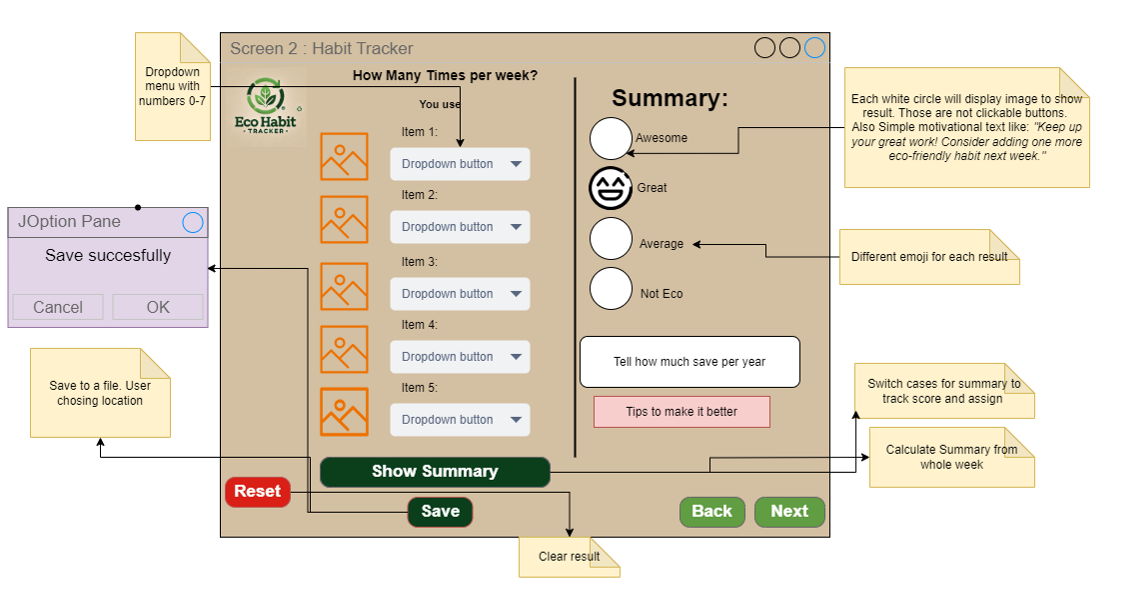 Screen 2 : Habit Tracker
How Many Times per week?
You use
Eco Habit
• TRACKER •
Item 1:
Dropdown button
Item 2:
Dropdown button
Item 3:
Dropdown button
Item 4:
Dropdown button
Item 5:
Dropdown button
Summary:
Awesome
Great
Average
Not Eco
Tell how much save per year
Tips to make it better
Show Summary
Reset
Save
Back
Next
Dropdown
menu with
numbers 0-7
JOption Pane
Save succesfully
Cancel
OK
Save to a file. User
chosing location
Each white circle will display image to show
result. Those are not clickable buttons.
Also Simple motivational text like: "Keep up
your great work! Consider adding one more
eco-friendly habit next week."
Different emoji for each result
Switch cases for summary to
track score and assign
Calculate Summary from
whole week
Clear result